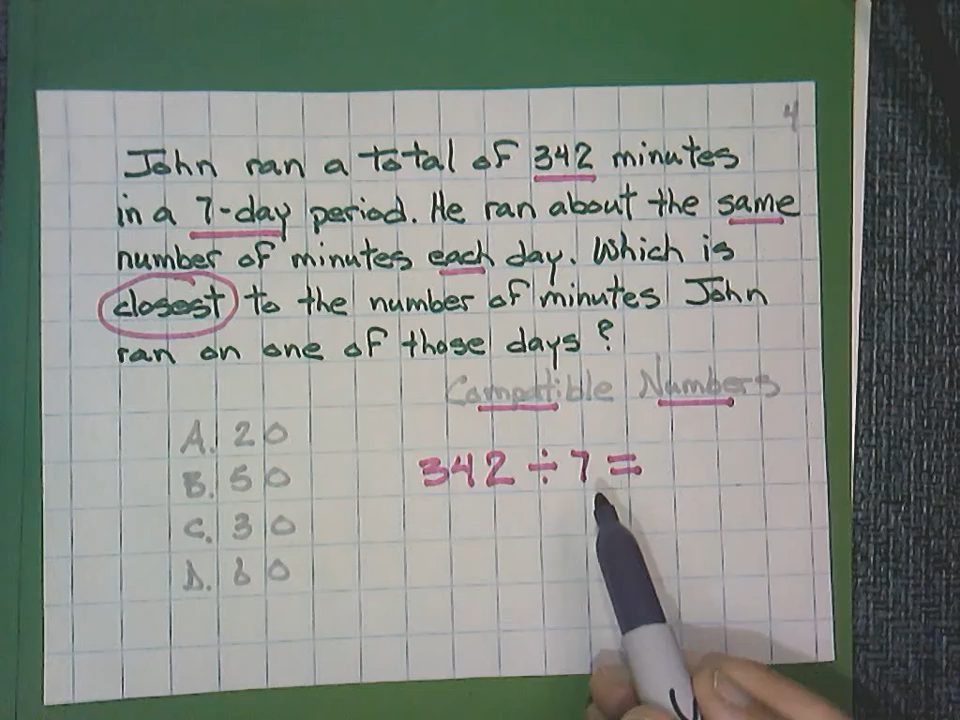 4
John ran a total of 342 minutes
in a 7-day period. He ran about the same
number of minutes each day. Which is
closest to the number of minutes John
ran on one of those days?
Compatible Numbers
A. 20
B. 50
C. 30
D. 60
342 ÷ 7 =